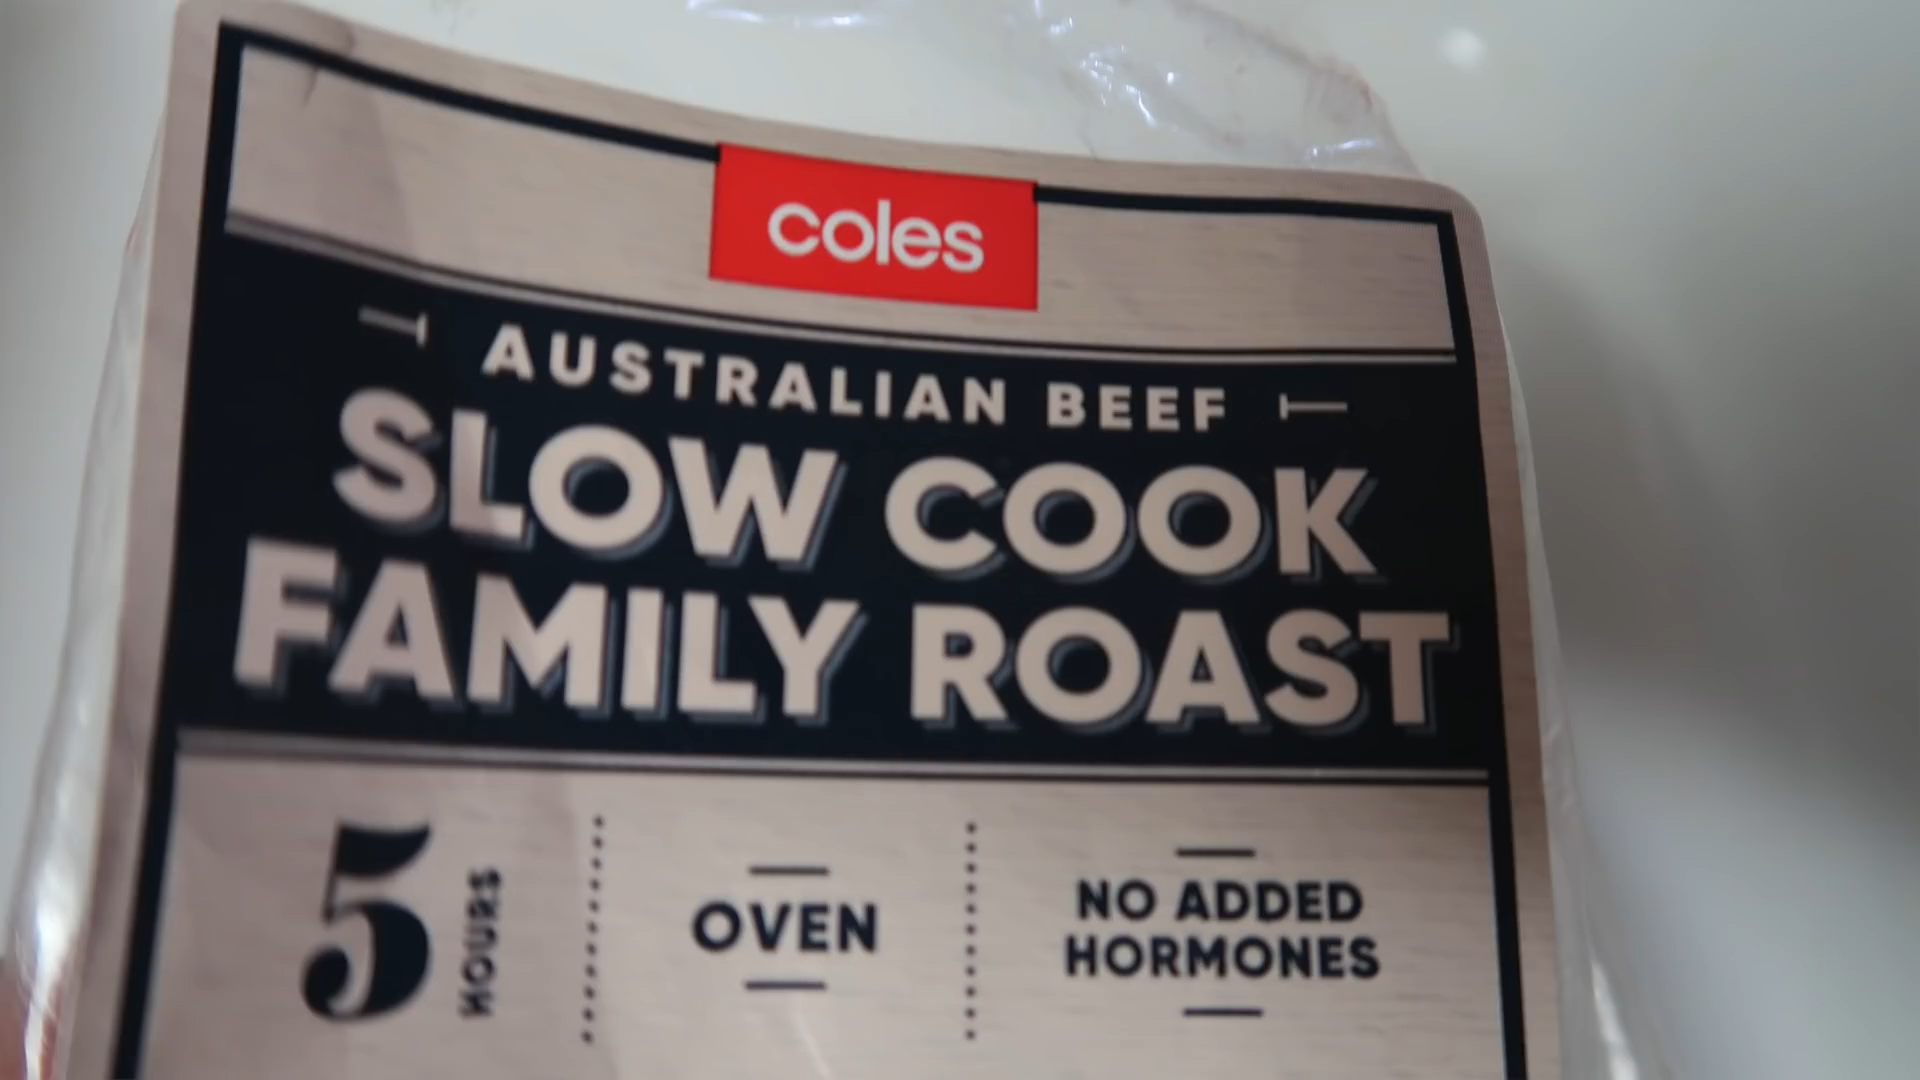 coles
AUSTRALIAN BEEF
SLOW COOK
FAMILY ROAST
5 HOURS
OVEN
NO ADDED
HORMONES